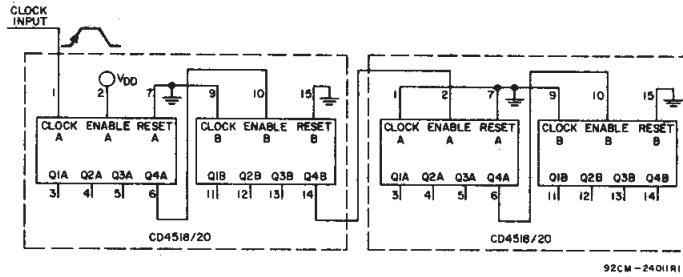 CLOCK
INPUT
VDD
1 2 7 9 10 15 1 2 7 9 10 15
CLOCK ENABLE RESET CLOCK ENABLE RESET CLOCK ENABLE RESET CLOCK ENABLE RESET
A A A B B B A A A B B B
Q1A Q2A Q3A Q4A Q1B Q2B Q3B Q4B Q1A Q2A Q3A Q4A Q1B Q2B Q3B Q4B
3 4 5 6 11 12 13 14 3 4 5 6 11 12 13 14
CD4518/20 CD4518/20
92CM-24011R1